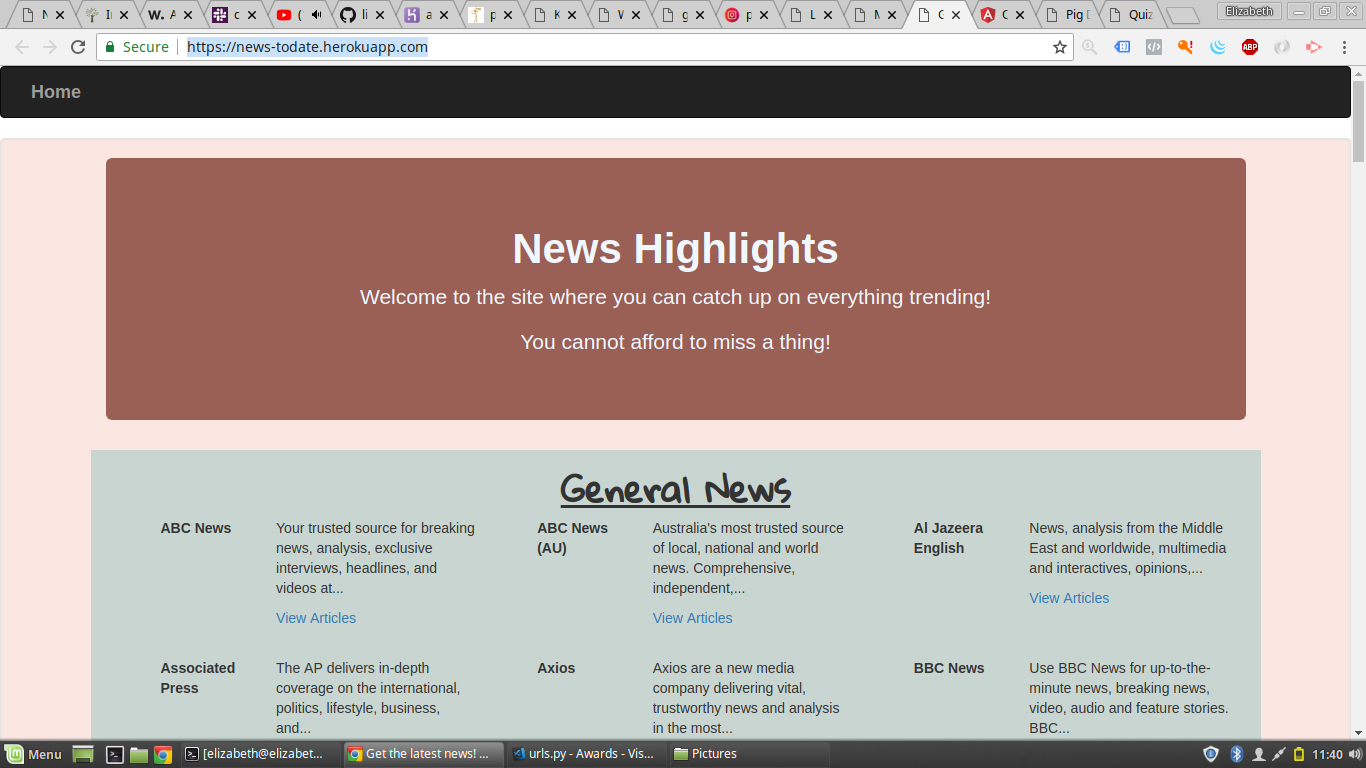 N
I
W. A
c
(
li
a
p
K
W
g
p
L
M
G
C
Pig D
Quiz
Elizabeth
Secure
https://news-todate.herokuapp.com
ABP
Home
News Highlights
Welcome to the site where you can catch up on everything trending!
You cannot afford to miss a thing!
General News
ABC News
Your trusted source for breaking
news, analysis, exclusive
interviews, headlines, and
videos at...
View Articles
ABC News
(AU)
Australia's most trusted source
of local, national and world
news. Comprehensive,
independent,...
View Articles
Al Jazeera
English
News, analysis from the Middle
East and worldwide, multimedia
and interactives, opinions,...
View Articles
Associated
Press
The AP delivers in-depth
coverage on the international,
politics, lifestyle, business,
and...
Axios
Axios are a new media
company delivering vital,
trustworthy news and analysis
in the most...
BBC News
Use BBC News for up-to-the-
minute news, breaking news,
video, audio and feature stories.
BBC...
Menu
[elizabeth@elizabet...
Get the latest news! ...
urls.py - Awards - Vis...
Pictures
11:40